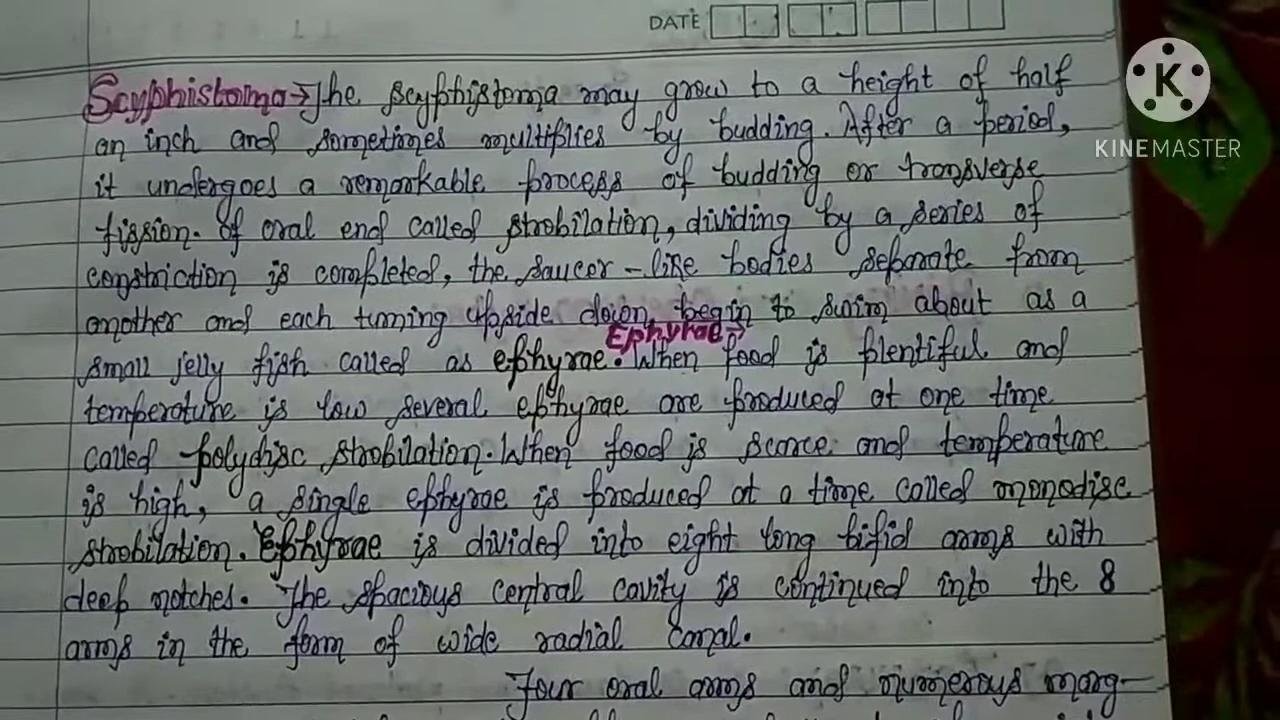 DATE
K
KINEMASTER
Scyphistoma→The scyphistoma may grow to a height of half
an inch and sometimes multiplies by budding. After a period,
it undergoes a remarkable process of budding or transverse
fission. Of oral end called strobilation, dividing by a series of
constriction is completed, the saucer-like bodies separate from
another and each turning upside down, begin to swim about as a
Ephyrae→
small jelly fish called as ephyrae. When food is plentiful and
temperature is low several ephyrae are produced at one time
called polydisc strobilation. When food is scarce and temperature
is high, a single ephyrae is produced at a time called monodisc
strobilation. Ephyrae is divided into eight long bifid arms with
deep notches. The spacious central cavity is continued into the 8
arms in the form of wide radial canal.
Four oral arms and numerous marg-